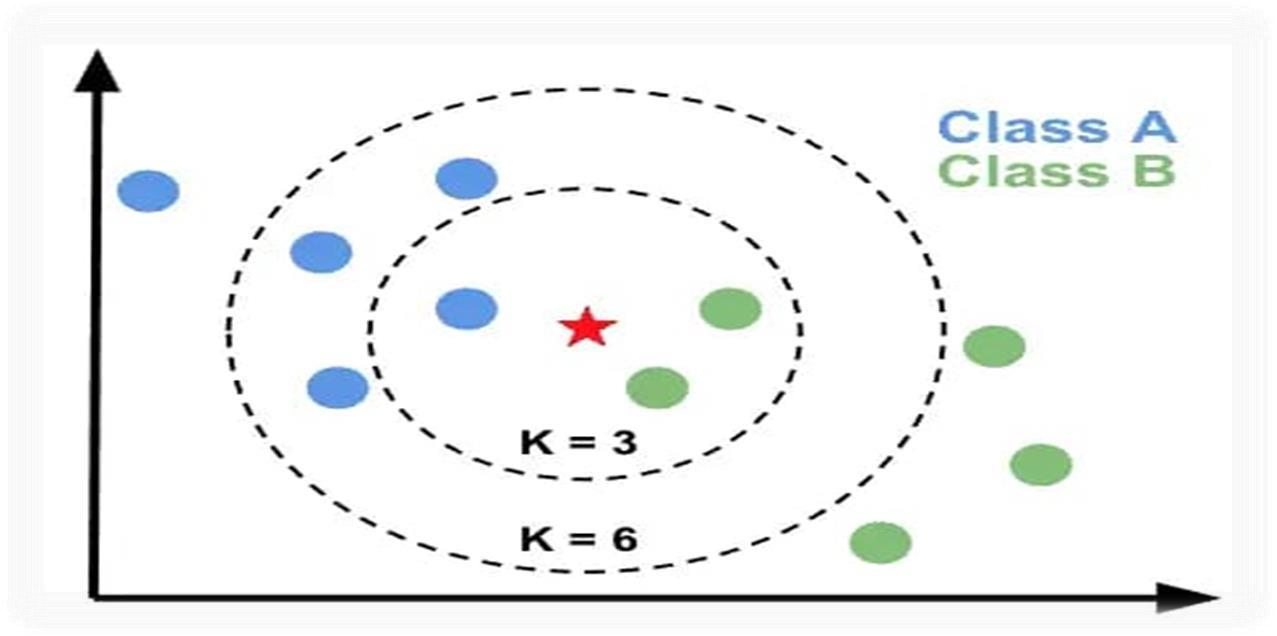 Class A
Class B
K = 3
K = 6